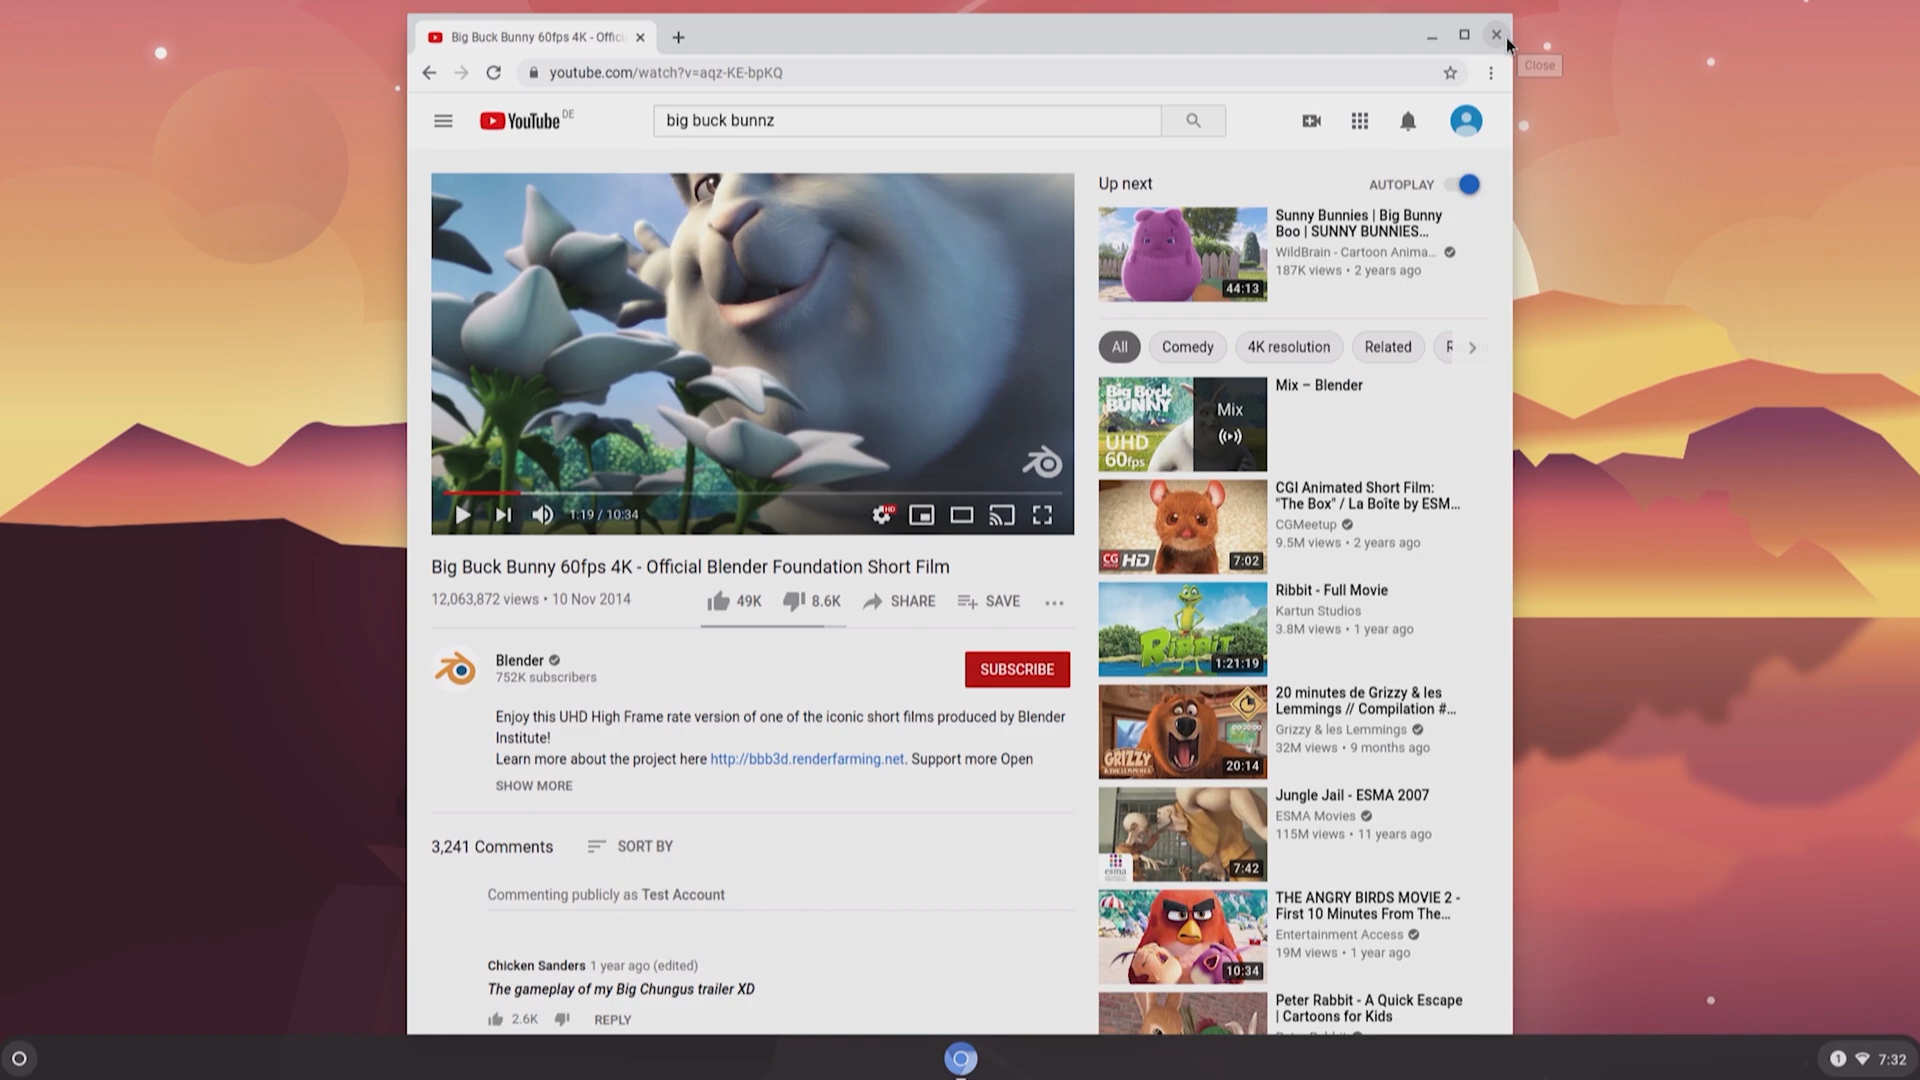 Big Buck Bunny 60fps 4K - Offici
Close
youtube.com/watch?v=aqz-KE-bpKQ
YouTube DE
big buck bunnz
Up next
AUTOPLAY
Sunny Bunnies | Big Bunny
Boo | SUNNY BUNNIES...
WildBrain - Cartoon Anima...
187K views • 2 years ago
44:13
All
Comedy
4K resolution
Related
Big Buck
BUNNY
UHD
60fps
Mix
Mix – Blender
HD
1:19 / 10:34
CGI Animated Short Film:
"The Box" / La Boîte by ESM...
CGMeetup
9.5M views • 2 years ago
CG HD
7:02
Big Buck Bunny 60fps 4K - Official Blender Foundation Short Film
12,063,872 views • 10 Nov 2014
49K
8.6K
SHARE
SAVE
Ribbit - Full Movie
Kartun Studios
3.8M views • 1 year ago
RiBBiT
1:21:19
Blender
752K subscribers
SUBSCRIBE
Enjoy this UHD High Frame rate version of one of the iconic short films produced by Blender
Institute!
Learn more about the project here http://bbb3d.renderfarming.net. Support more Open
SHOW MORE
20 minutes de Grizzy & les
Lemmings // Compilation #...
Grizzy & les Lemmings
32M views • 9 months ago
GRIZZY
20:14
Jungle Jail - ESMA 2007
ESMA Movies
115M views • 11 years ago
esma
7:42
3,241 Comments
SORT BY
Commenting publicly as Test Account
THE ANGRY BIRDS MOVIE 2 -
First 10 Minutes From The...
Entertainment Access
19M views • 1 year ago
10:34
Chicken Sanders 1 year ago (edited)
The gameplay of my Big Chungus trailer XD
2.6K
REPLY
Peter Rabbit - A Quick Escape
| Cartoons for Kids
1
7:32